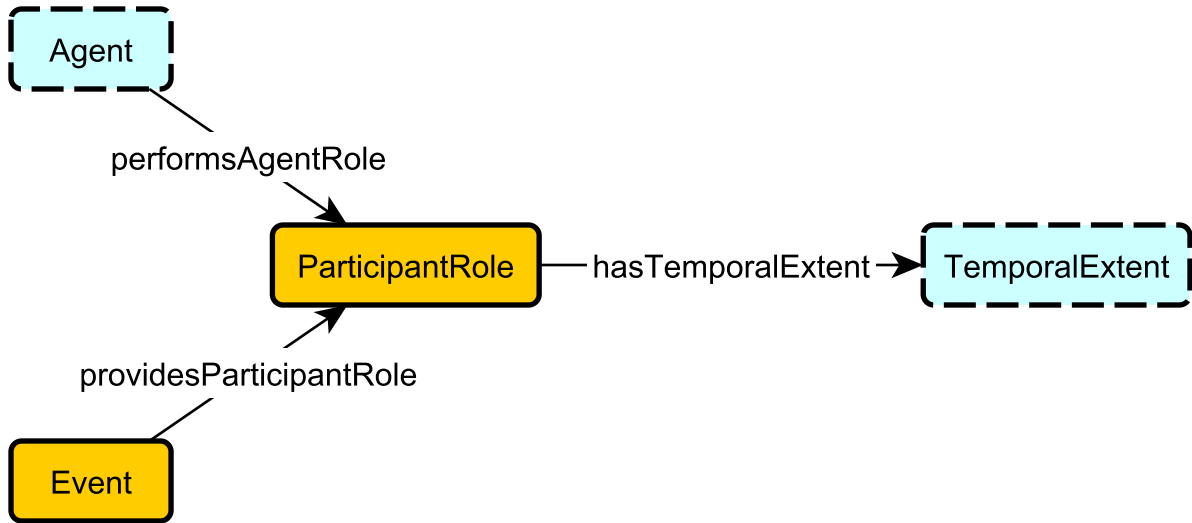 Agent
performsAgentRole
ParticipantRole
hasTemporalExtent
TemporalExtent
providesParticipantRole
Event